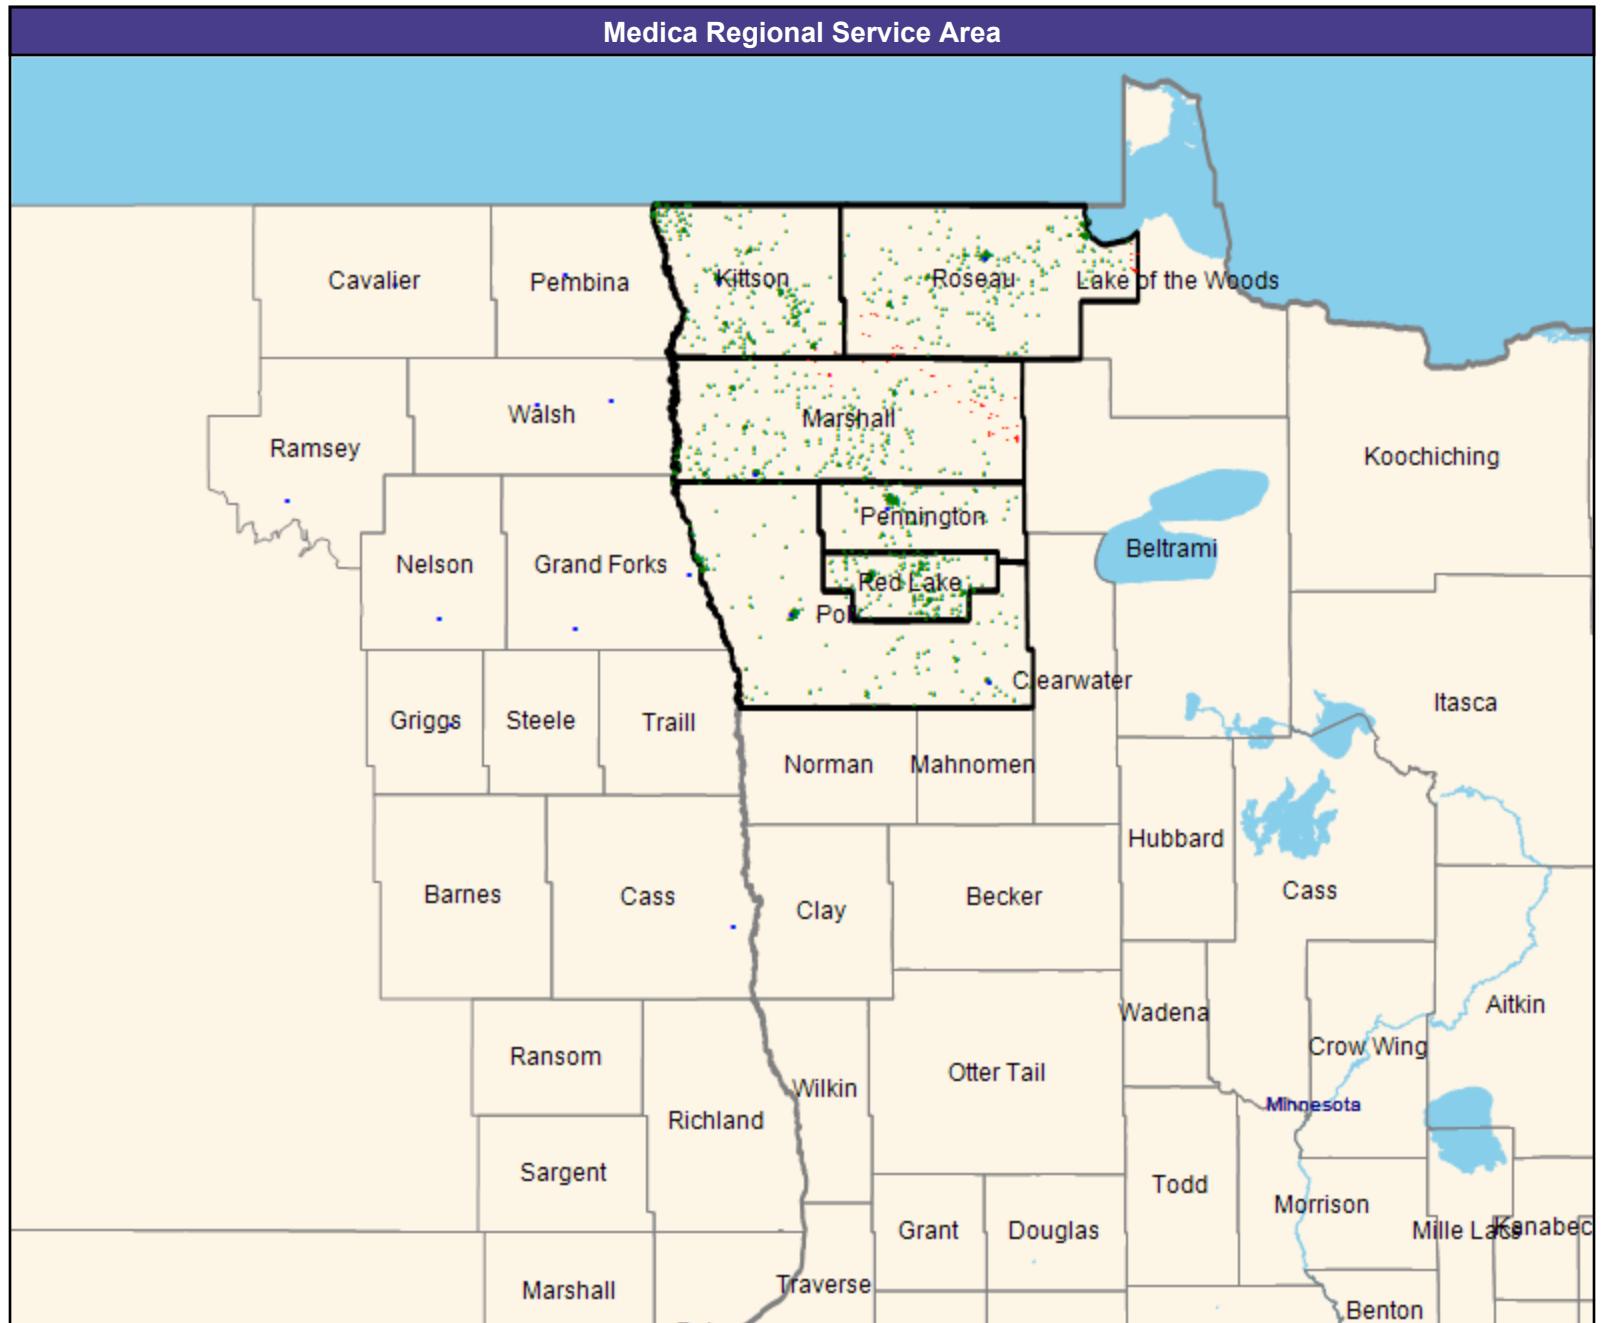 Medica Regional Service Area
Cavalier
Pembina
Kittson
Roseau
Lake of the Woods
Walsh
Marshall
Ramsey
Koochiching
Pennington
Beltrami
Nelson
Grand Forks
Red Lake
Polk
Clearwater
Itasca
Griggs
Steele
Traill
Norman
Mahnomen
Hubbard
Barnes
Cass
Clay
Becker
Cass
Wadena
Aitkin
Crow Wing
Ransom
Otter Tail
Wilkin
Minnesota
Richland
Sargent
Todd
Morrison
Grant
Douglas
Mille Lacs
Kanabec
Marshall
Traverse
Benton